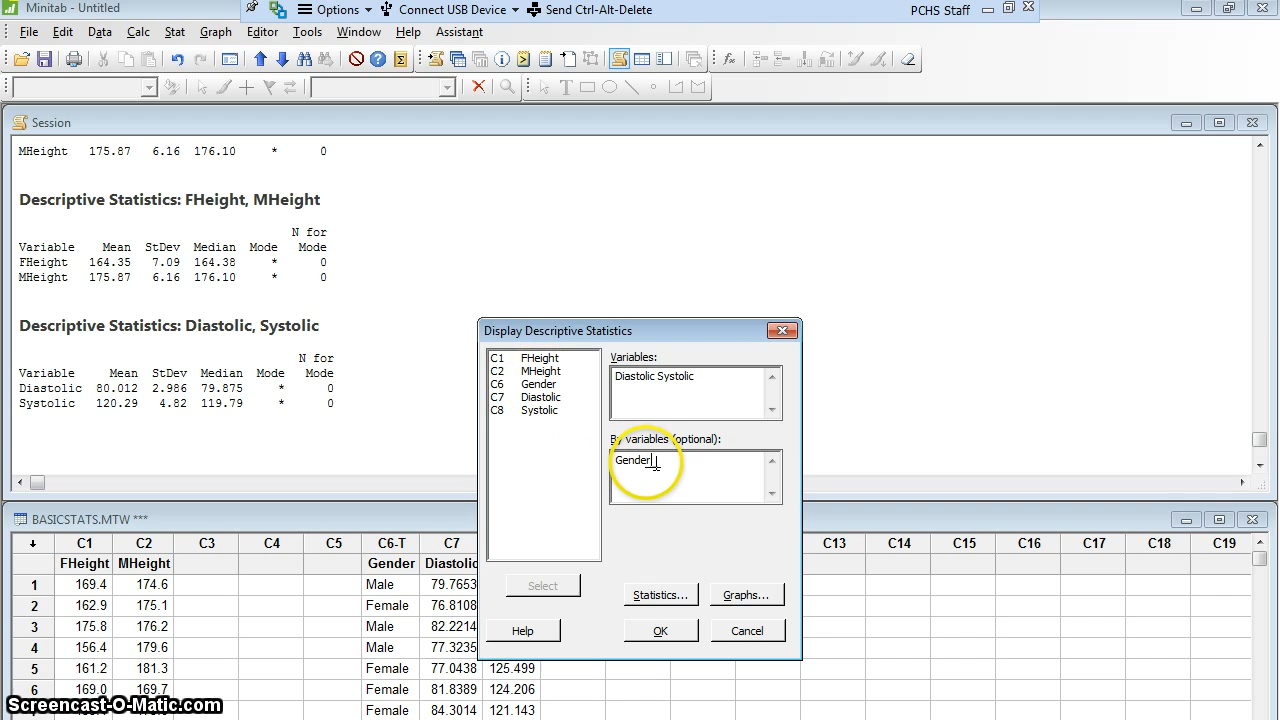 Minitab - Untitled
Options
Connect USB Device
Send Ctrl-Alt-Delete
PCHS Staff
File Edit Data Calc Stat Graph Editor Tools Window Help Assistant
Session
MHeight 175.87 6.16 176.10 * 0
Descriptive Statistics: FHeight, MHeight
N for
Variable Mean StDev Median Mode Mode
FHeight 164.35 7.09 164.38 * 0
MHeight 175.87 6.16 176.10 * 0
Descriptive Statistics: Diastolic, Systolic
N for
Variable Mean StDev Median Mode Mode
Diastolic 80.012 2.986 79.875 * 0
Systolic 120.29 4.82 119.79 * 0
Display Descriptive Statistics
C1 FHeight
C2 MHeight
C6 Gender
C7 Diastolic
C8 Systolic
Variables:
Diastolic Systolic
By variables (optional):
Gender
Select
Statistics...
Graphs...
Help
OK
Cancel
BASICSTATS.MTW ***
C1 C2 C3 C4 C5 C6-T C7 C13 C14 C15 C16 C17 C18 C19
FHeight MHeight Gender Diastolic
1 169.4 174.6 Male 79.7653
2 162.9 175.1 Female 76.8108
3 175.8 176.2 Male 82.2214
4 156.4 179.6 Male 77.3235
5 161.2 181.3 Female 77.0438 125.499
6 169.0 169.7 Female 81.8389 124.206
Female 84.3014 121.143
Screencast-O-Matic.com